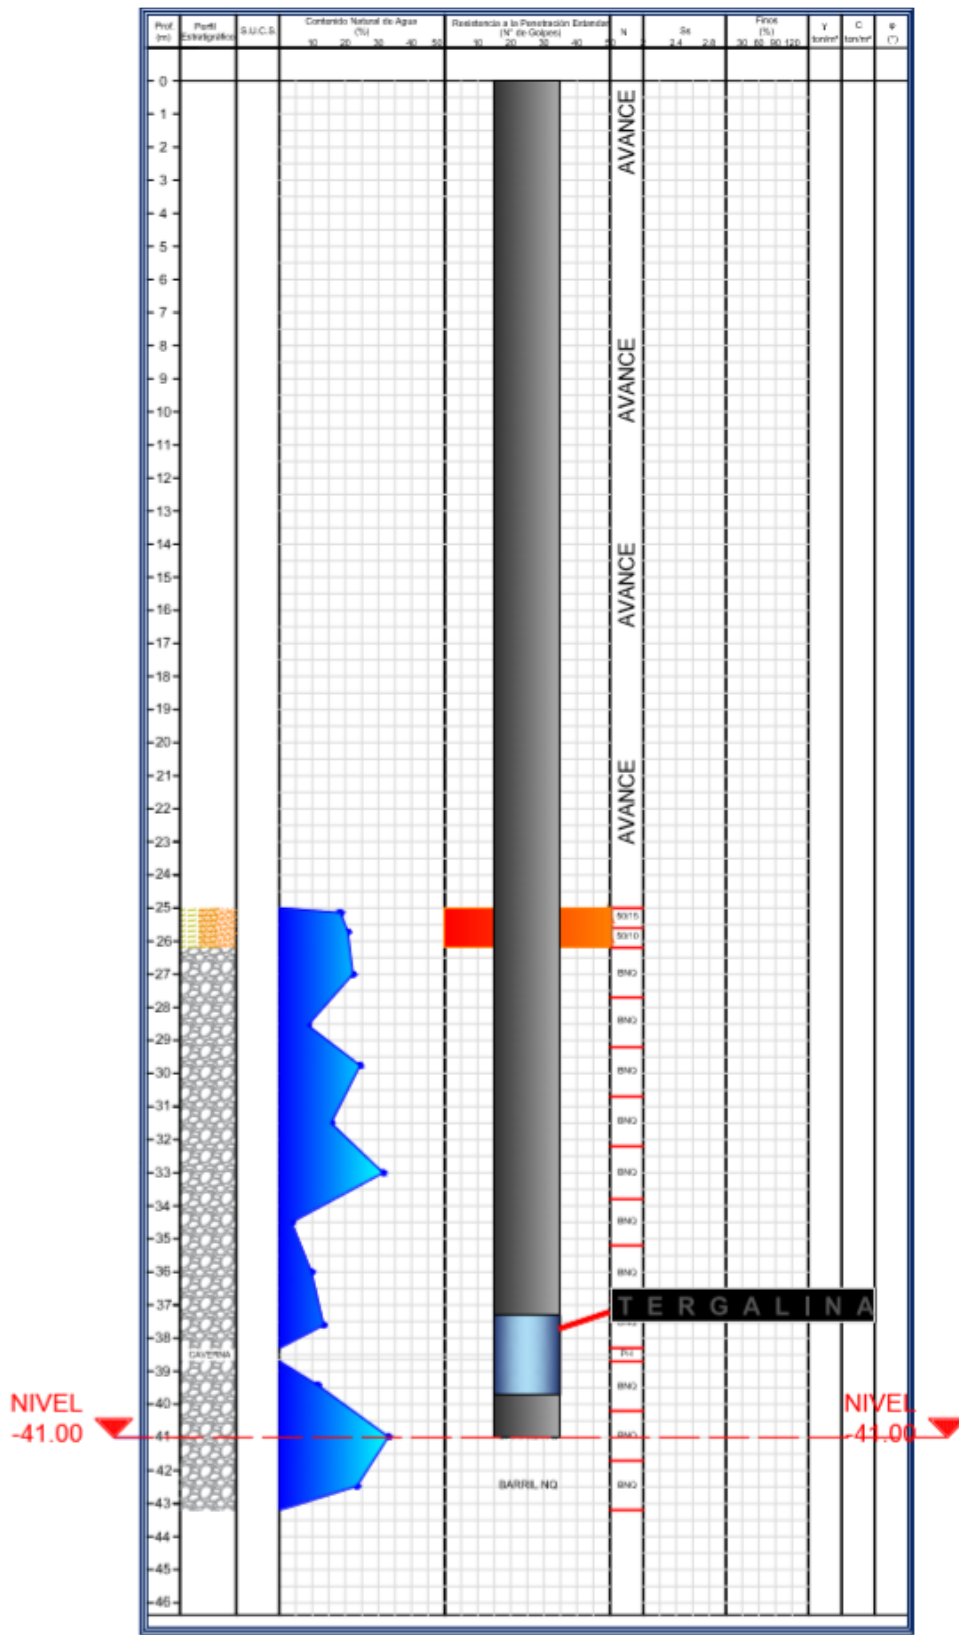 Prof. (m)
Perfil Estratigráfico
S.U.C.S.
Contenido Natural de Agua (%)
10 20 30 40 50
Resistencia a la Penetración Estandar (N° de Golpes)
10 20 40
N
Ss
2.4 2.8
Finos (%)
30 60 90 120
γ ton/m³
C ton/m²
φ (°)
0
1
2
3
4
5
6
7
8
9
10
11
12
13
14
15
16
17
18
19
20
21
22
23
24
25
26
27
28
29
30
31
32
33
34
35
36
37
38
39
40
41
42
43
44
45
46
AVANCE
AVANCE
AVANCE
AVANCE
50/15
50/10
BNQ
BNQ
BNQ
BNQ
BNQ
BNQ
BNQ
TERGALINA
BNQ
CAVERNA
PH
BNQ
NIVEL
-41.00
NIVEL
-41.00
BNQ
BARRIL NQ
BNQ